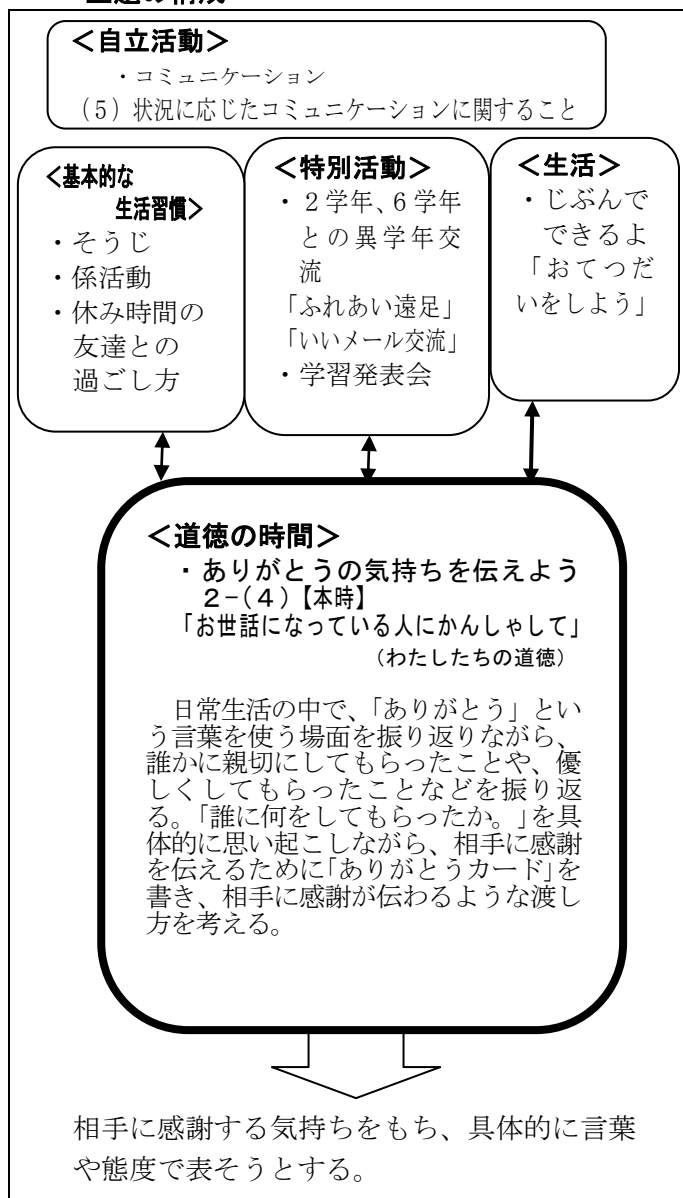 ＜自立活動＞
・コミュニケーション
（５）状況に応じたコミュニケーションに関すること
＜基本的な
生活習慣＞
・そうじ
・係活動
・休み時間の
友達との
過ごし方
＜特別活動＞
・２学年、６学年
との異学年交
流
「ふれあい遠足」
「いいメール交流」
・学習発表会
＜生活＞
・じぶんで
できるよ
「おてつだ
いをしよう」
＜道徳の時間＞
・ありがとうの気持ちを伝えよう
２－（４）【本時】
「お世話になっている人にかんしゃして」
（わたしたちの道徳）
日常生活の中で、「ありがとう」とい
う言葉を使う場面を振り返りながら、
誰かに親切にしてもらったことや、優
しくしてもらったことなどを振り返
る。「誰に何をしてもらったか。」を具
体的に思い起こしながら、相手に感謝
を伝えるために「ありがとうカード」を
書き、相手に感謝が伝わるような渡し
方を考える。
相手に感謝する気持ちをもち、具体的に言葉
や態度で表そうとする。